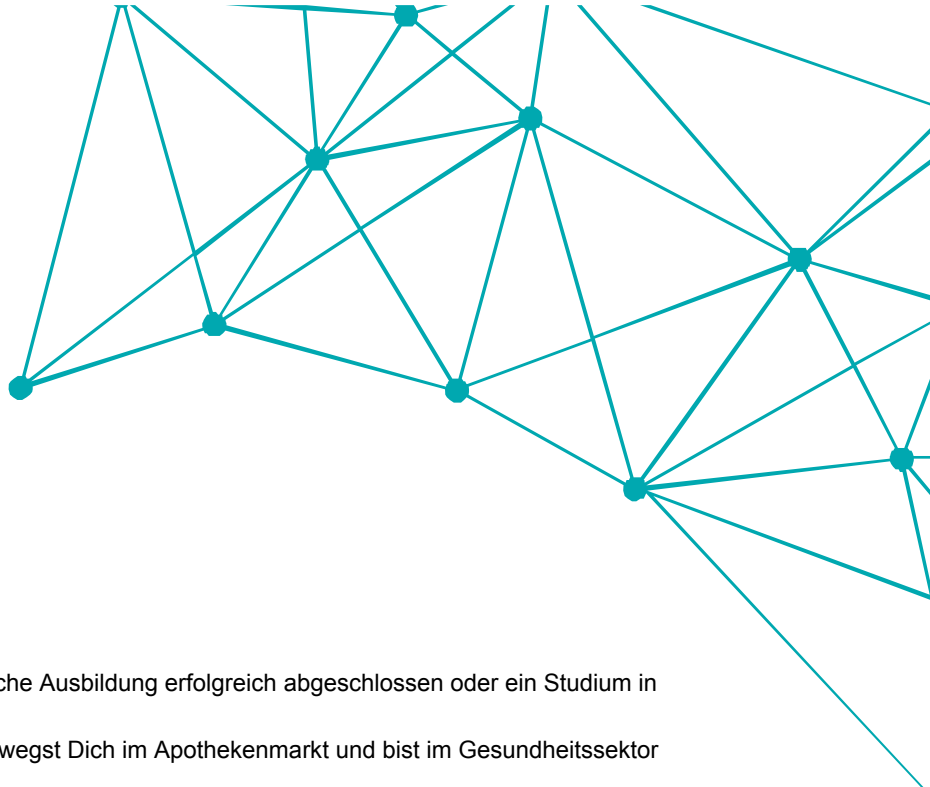 che Ausbildung erfolgreich abgeschlossen oder ein Studium in
wegst Dich im Apothekenmarkt und bist im Gesundheitssektor